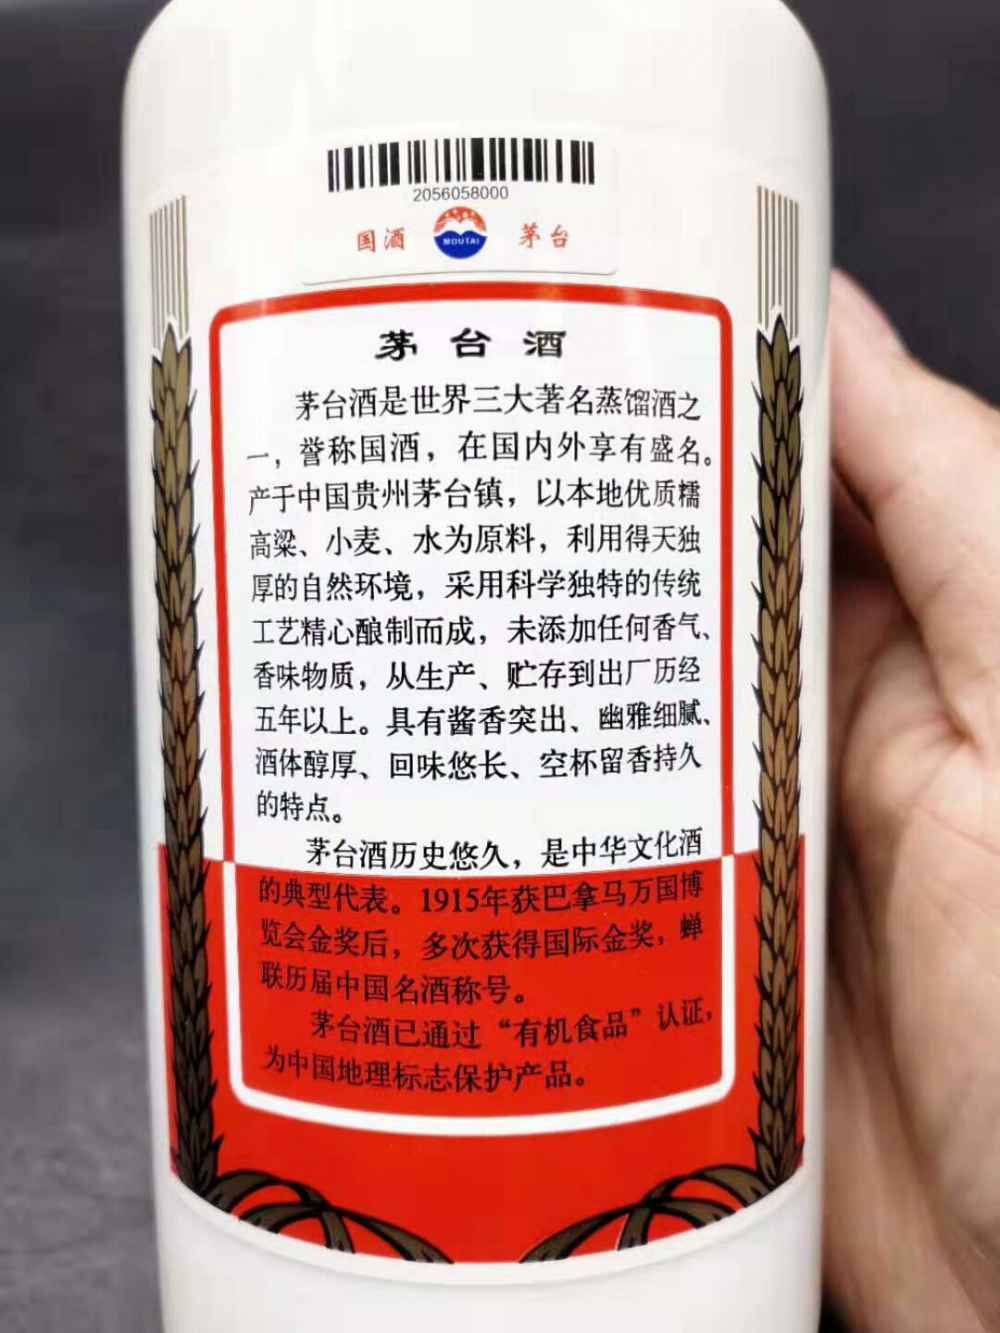 2056058000
国酒 MOUTAI 茅台
茅台酒
茅台酒是世界三大著名蒸馏酒之
一，誉称国酒，在国内外享有盛名。
产于中国贵州茅台镇，以本地优质糯
高粱、小麦、水为原料，利用得天独
厚的自然环境，采用科学独特的传统
工艺精心酿制而成，未添加任何香气、
香味物质，从生产、贮存到出厂历经
五年以上。具有酱香突出、幽雅细腻、
酒体醇厚、回味悠长、空杯留香持久
的特点。
茅台酒历史悠久，是中华文化酒
的典型代表。1915年获巴拿马万国博
览会金奖后，多次获得国际金奖，蝉
联历届中国名酒称号。
茅台酒已通过“有机食品”认证，
为中国地理标志保护产品。